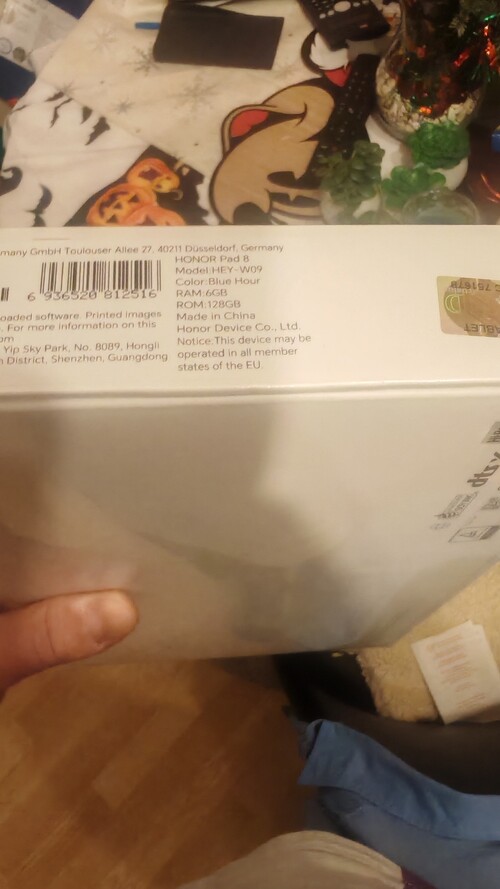 many GmbH Toulouser Allee 27, 40211 Düsseldorf, Germany
6 936520 812516
oaded software. Printed images
. For more information on this
om
Yip Sky Park, No. 8089, Hongli
n District, Shenzhen, Guangdong
HONOR Pad 8
Model:HEY-W09
Color:Blue Hour
RAM:6GB
ROM:128GB
Made in China
Honor Device Co., Ltd.
Notice:This device may be
operated in all member
states of the EU.
dtsX